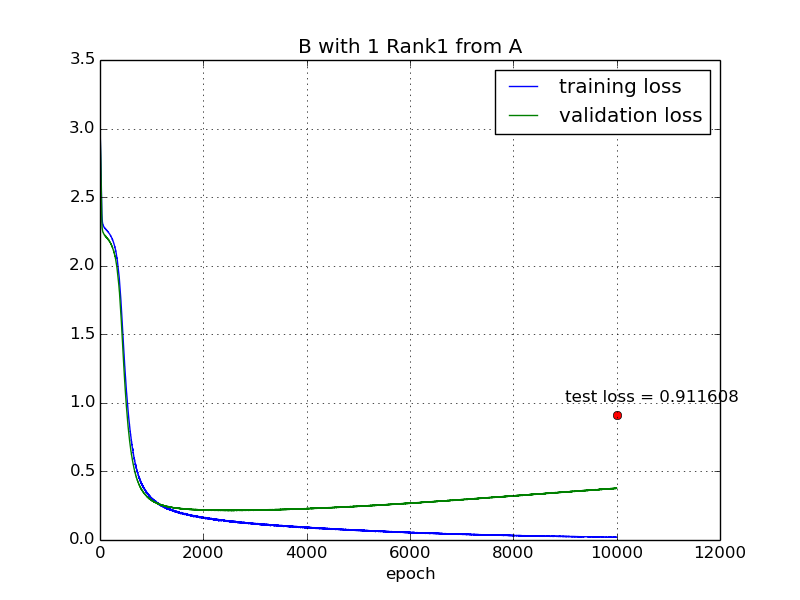 B with 1 Rank1 from A
training loss
validation loss
3.5
3.0
2.5
2.0
1.5
1.0
0.5
0.0
test loss = 0.911608
0 2000 4000 6000 8000 10000 12000
epoch